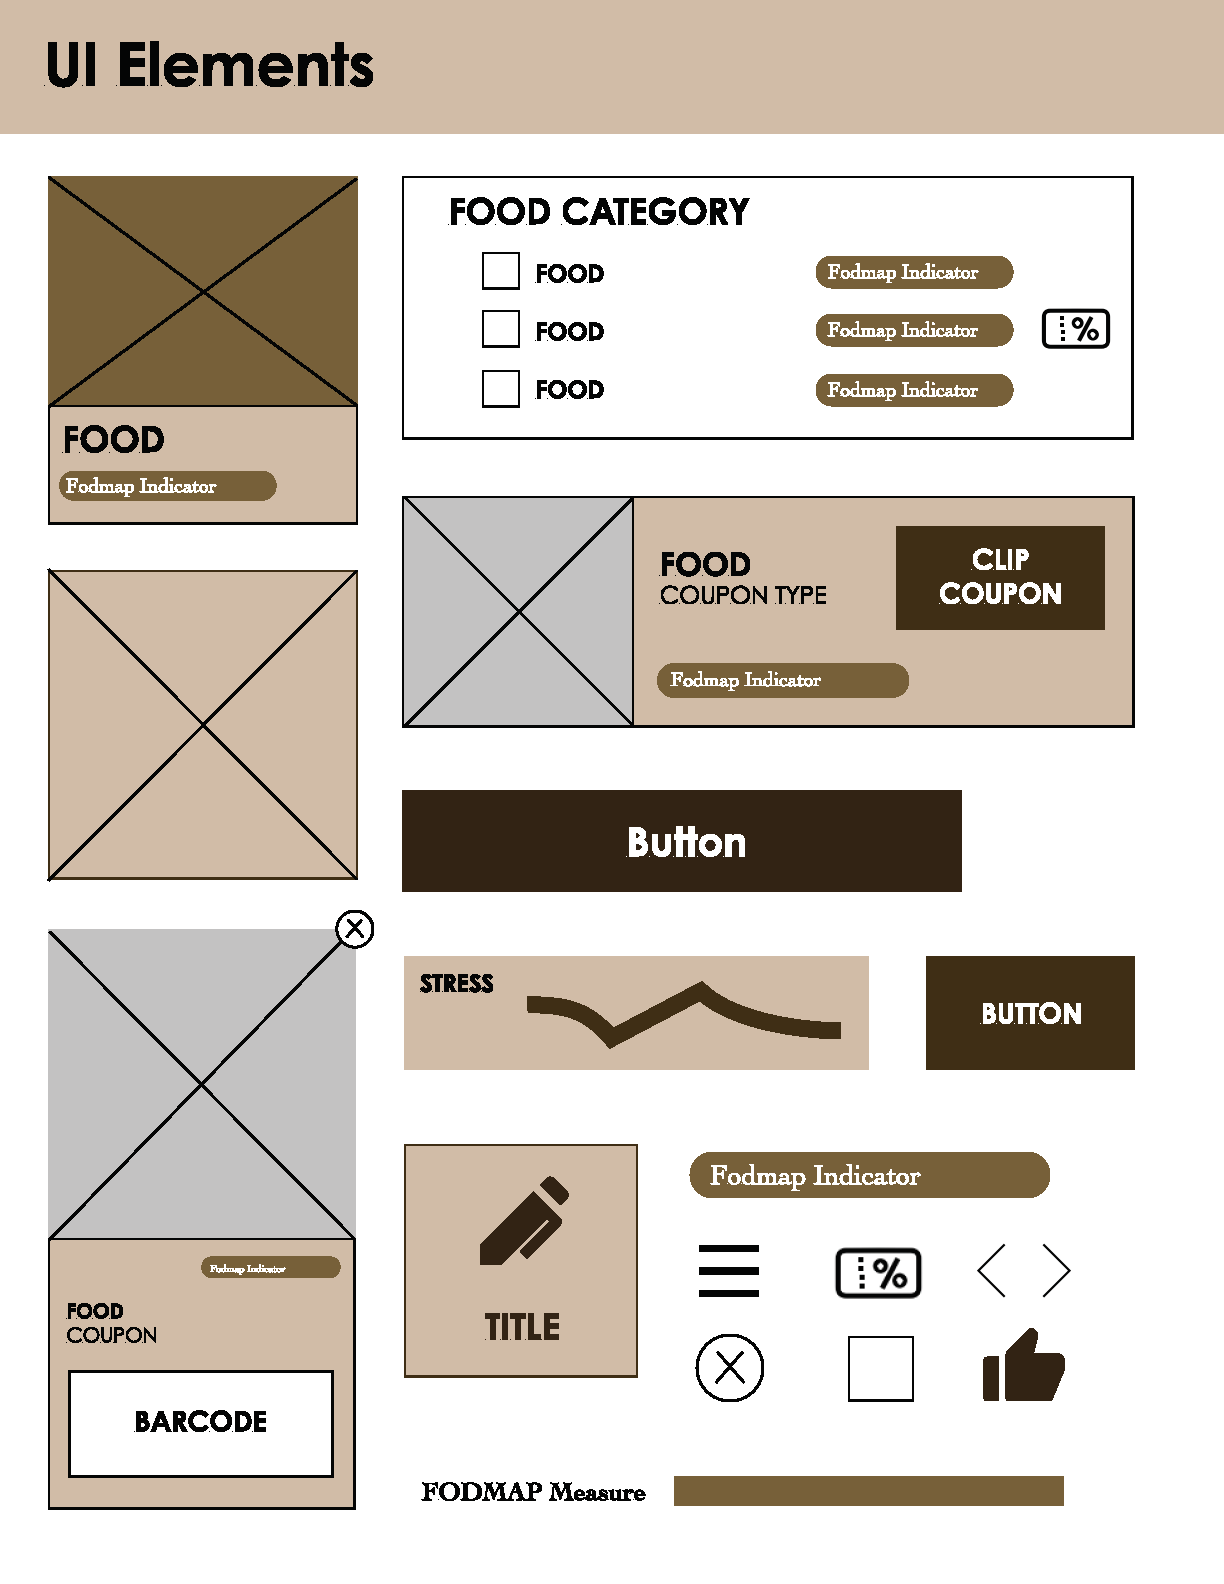 UI Elements
FOOD
Fodmap Indicator
FOOD CATEGORY
FOOD
Fodmap Indicator
FOOD
Fodmap Indicator
%
FOOD
Fodmap Indicator
FOOD
COUPON TYPE
CLIP
COUPON
Fodmap Indicator
Button
STRESS
BUTTON
Fodmap Indicator
FOOD
COUPON
BARCODE
TITLE
Fodmap Indicator
%
FODMAP Measure